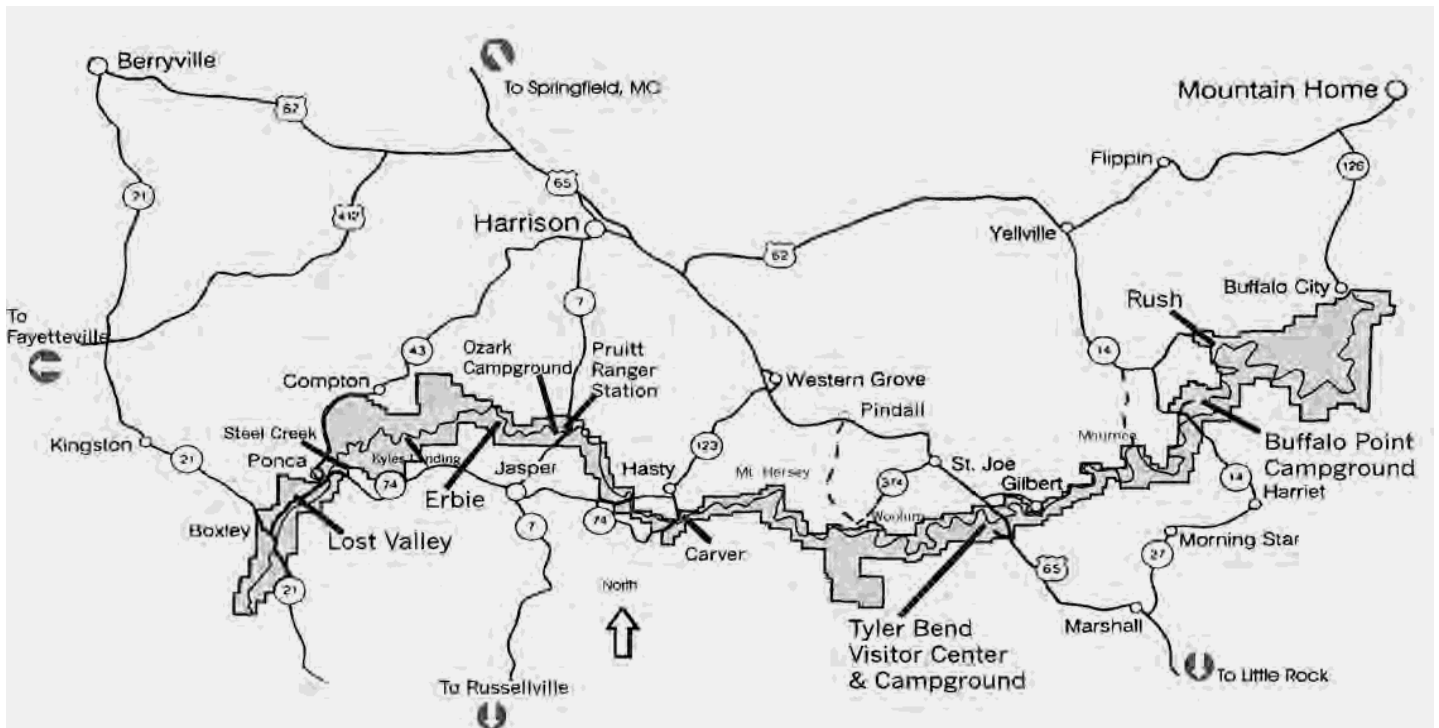 Berryville
To Springfield, MC
Mountain Home
62
Flippin
126
65
21
412
Harrison
Yellville
62
Buffalo City
Rush
7
To
Fayetteville
43
Ozark
Campground
Pruitt
Ranger
Station
14
Compton
Western Grove
Pindall
Kingston
21
Steel Creek
Ponca
Kyles Landing
74
Jasper
Erbie
Hasty
123
Mt. Hersey
St. Joe
374
Gilbert
Buffalo Point
Campground
14
Harriet
Boxley
Lost Valley
7
74
Carver
Woolum
Morning Star
27
65
21
North
Tyler Bend
Visitor Center
& Campground
Marshall
To Russellville
To Little Rock